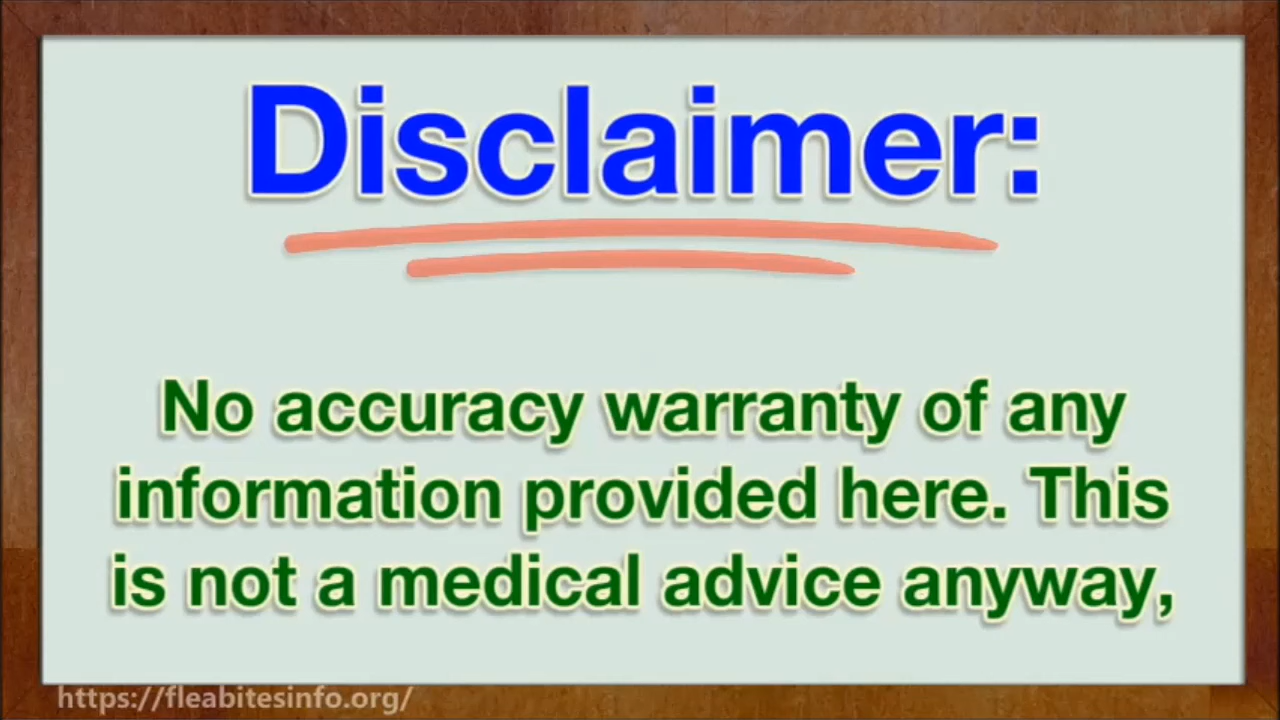 Disclaimer:
No accuracy warranty of any
information provided here. This
is not a medical advice anyway,
https://fleabitesinfo.org/